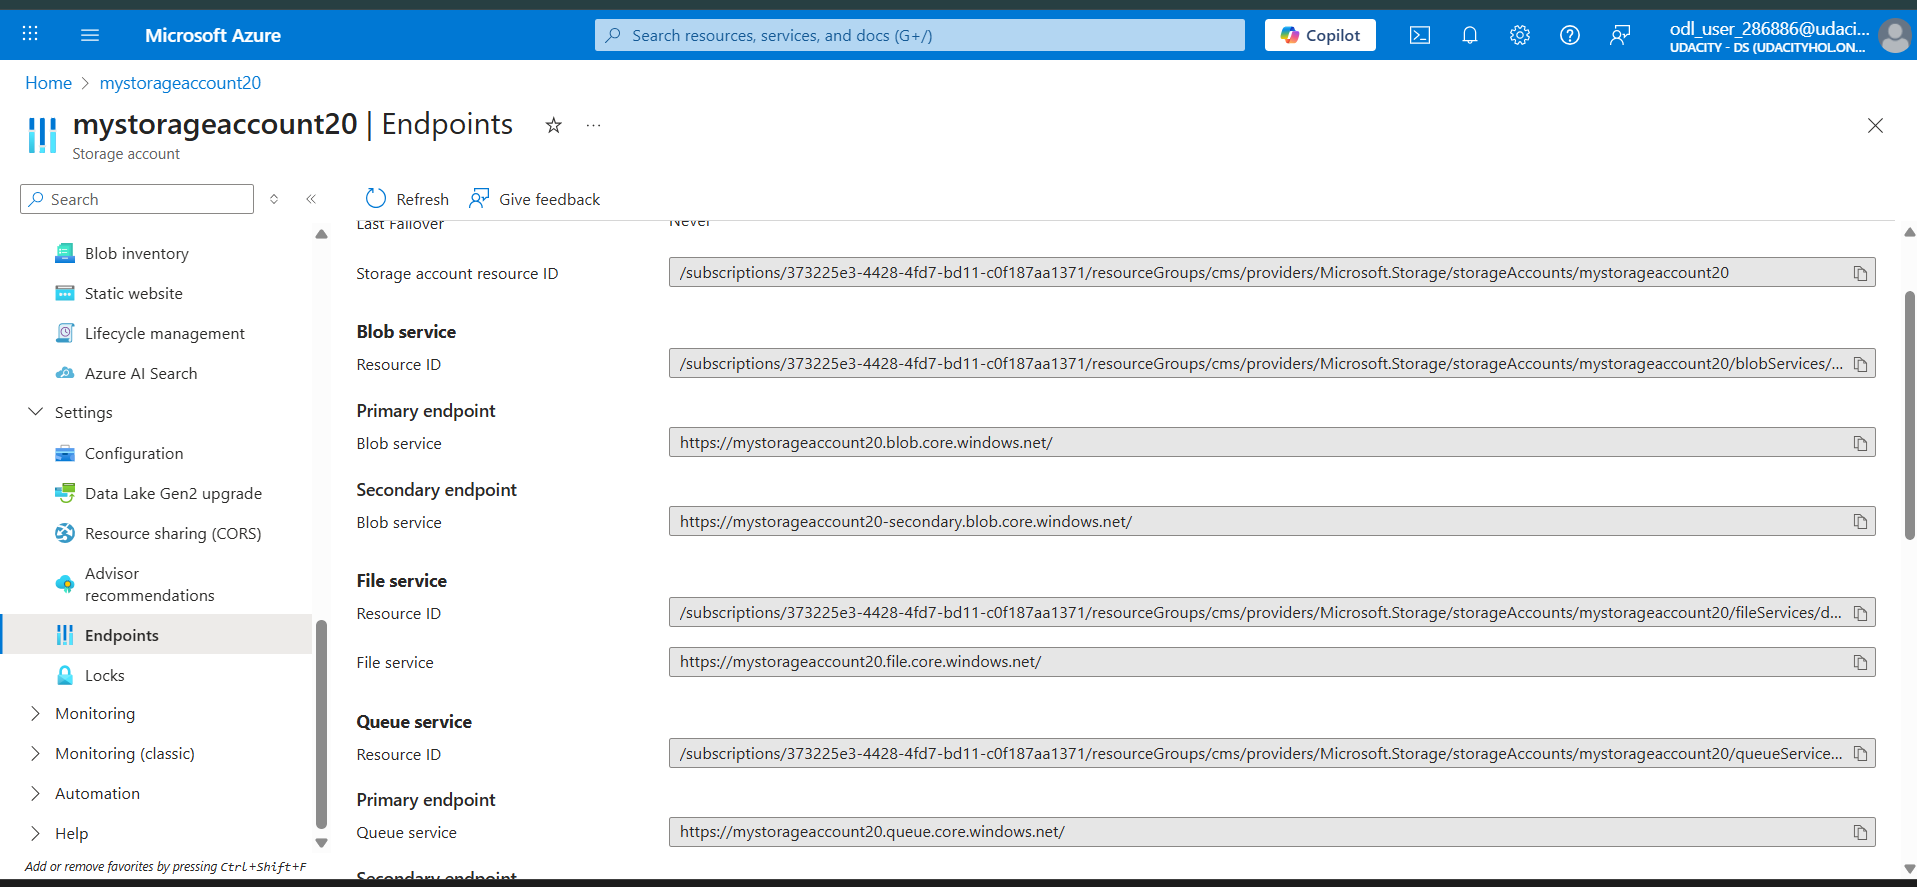 Microsoft Azure
Search resources, services, and docs (G+/)
Copilot
odl_user_286886@udaci...
UDACITY - DS (UDACITYHOL.ON...
Home > mystorageaccount20
mystorageaccount20 | Endpoints
Storage account
Search
Refresh
Give feedback
Blob inventory
Static website
Lifecycle management
Azure AI Search
Settings
Configuration
Data Lake Gen2 upgrade
Resource sharing (CORS)
Advisor
recommendations
Endpoints
Locks
Monitoring
Monitoring (classic)
Automation
Help
Add or remove favorites by pressing Ctrl+Shift+F
Last Failover
Never
Storage account resource ID
/subscriptions/373225e3-4428-4fd7-bd11-c0f187aa1371/resourceGroups/cms/providers/Microsoft.Storage/storageAccounts/mystorageaccount20
Blob service
Resource ID
/subscriptions/373225e3-4428-4fd7-bd11-c0f187aa1371/resourceGroups/cms/providers/Microsoft.Storage/storageAccounts/mystorageaccount20/blobServices/...
Primary endpoint
Blob service
https://mystorageaccount20.blob.core.windows.net/
Secondary endpoint
Blob service
https://mystorageaccount20-secondary.blob.core.windows.net/
File service
Resource ID
/subscriptions/373225e3-4428-4fd7-bd11-c0f187aa1371/resourceGroups/cms/providers/Microsoft.Storage/storageAccounts/mystorageaccount20/fileServices/d...
File service
https://mystorageaccount20.file.core.windows.net/
Queue service
Resource ID
/subscriptions/373225e3-4428-4fd7-bd11-c0f187aa1371/resourceGroups/cms/providers/Microsoft.Storage/storageAccounts/mystorageaccount20/queueService...
Primary endpoint
Queue service
https://mystorageaccount20.queue.core.windows.net/
Secondary endpoint